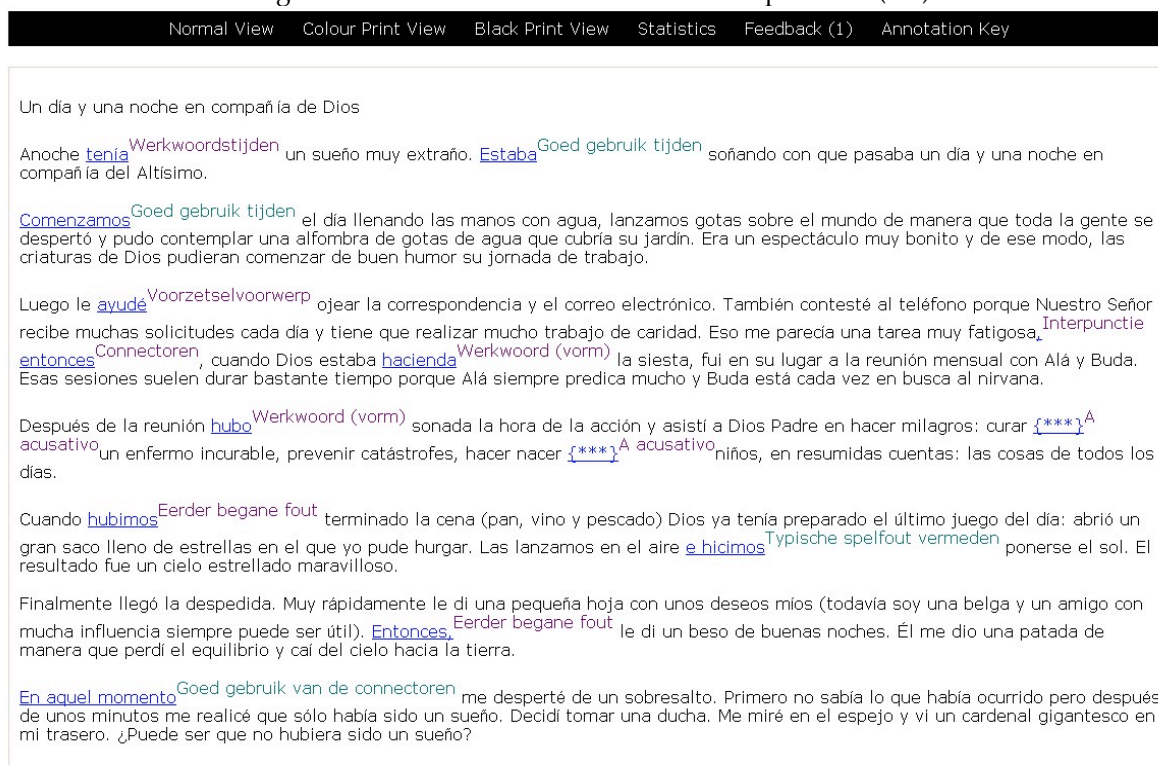 Normal View Colour Print View Black Print View Statistics Feedback (1) Annotation Key
Un día y una noche en compañía de Dios
Anoche tenía Werkwoordstijden un sueño muy extraño. Estaba Goed gebruik tijden soñando con que pasaba un día y una noche en
compañía del Altísimo.
Comenzamos Goed gebruik tijden el día llenando las manos con agua, lanzamos gotas sobre el mundo de manera que toda la gente se
despertó y pudo contemplar una alfombra de gotas de agua que cubría su jardín. Era un espectáculo muy bonito y de ese modo, las
criaturas de Dios pudieran comenzar de buen humor su jornada de trabajo.
Luego le ayudé Voorzetselvoorwerp ojear la correspondencia y el correo electrónico. También contesté al teléfono porque Nuestro Señor
recibe muchas solicitudes cada día y tiene que realizar mucho trabajo de caridad. Eso me parecía una tarea muy fatigosa, Interpunctie
entonces Connectoren , cuando Dios estaba hacienda Werkwoord (vorm) la siesta, fui en su lugar a la reunión mensual con Alá y Buda.
Esas sesiones suelen durar bastante tiempo porque Alá siempre predica mucho y Buda está cada vez en busca al nirvana.
Después de la reunión hubo Werkwoord (vorm) sonada la hora de la acción y asistí a Dios Padre en hacer milagros: curar {***} A
acusativo un enfermo incurable, prevenir catástrofes, hacer nacer {***} A acusativo niños, en resumidas cuentas: las cosas de todos los
días.
Cuando hubimos Eerder begane fout terminado la cena (pan, vino y pescado) Dios ya tenía preparado el último juego del día: abrió un
gran saco lleno de estrellas en el que yo pude hurgar. Las lanzamos en el aire e hicimos Typische spelfout vermeden ponerse el sol. El
resultado fue un cielo estrellado maravilloso.
Finalmente llegó la despedida. Muy rápidamente le di una pequeña hoja con unos deseos míos (todavía soy una belga y un amigo con
mucha influencia siempre puede ser útil). Entonces, Eerder begane fout le di un beso de buenas noches. Él me dio una patada de
manera que perdí el equilibrio y caí del cielo hacia la tierra.
En aquel momento Goed gebruik van de connectoren me desperté de un sobresalto. Primero no sabía lo que había ocurrido pero después
de unos minutos me realicé que sólo había sido un sueño. Decidí tomar una ducha. Me miré en el espejo y vi un cardenal gigantesco en
mi trasero. ¿Puede ser que no hubiera sido un sueño?